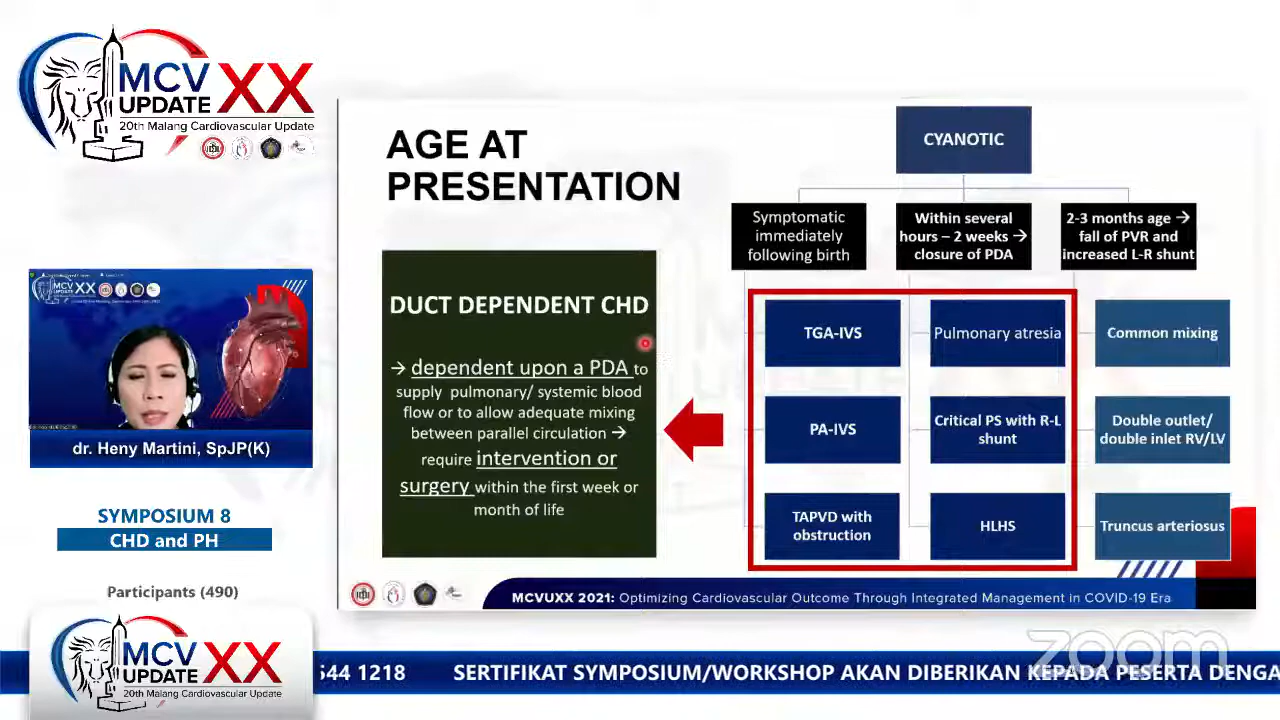 MCV XX
UPDATE
20th Malang Cardiovascular Update
AGE AT
PRESENTATION
CYANOTIC
Symptomatic
immediately
following birth
Within several
hours – 2 weeks →
closure of PDA
2-3 months age →
fall of PVR and
increased L-R shunt
DUCT DEPENDENT CHD
→ dependent upon a PDA to
supply pulmonary/ systemic blood
flow or to allow adequate mixing
between parallel circulation →
require intervention or
surgery within the first week or
month of life
TGA-IVS
Pulmonary atresia
Common mixing
PA-IVS
Critical PS with R-L
shunt
Double outlet/
double inlet RV/LV
TAPVD with
obstruction
HLHS
Truncus arteriosus
MCVUXX 2021: Optimizing Cardiovascular Outcome Through Integrated Management in COVID-19 Era
XX
dr. Heny Martini, SpJP(K)
SYMPOSIUM 8
CHD and PH
Participants (490)
MCV XX
UPDATE
20th Malang Cardiovascular Update
zoom
544 1218 SERTIFIKAT SYMPOSIUM/WORKSHOP AKAN DIBERIKAN KEPADA PESERTA DENGA